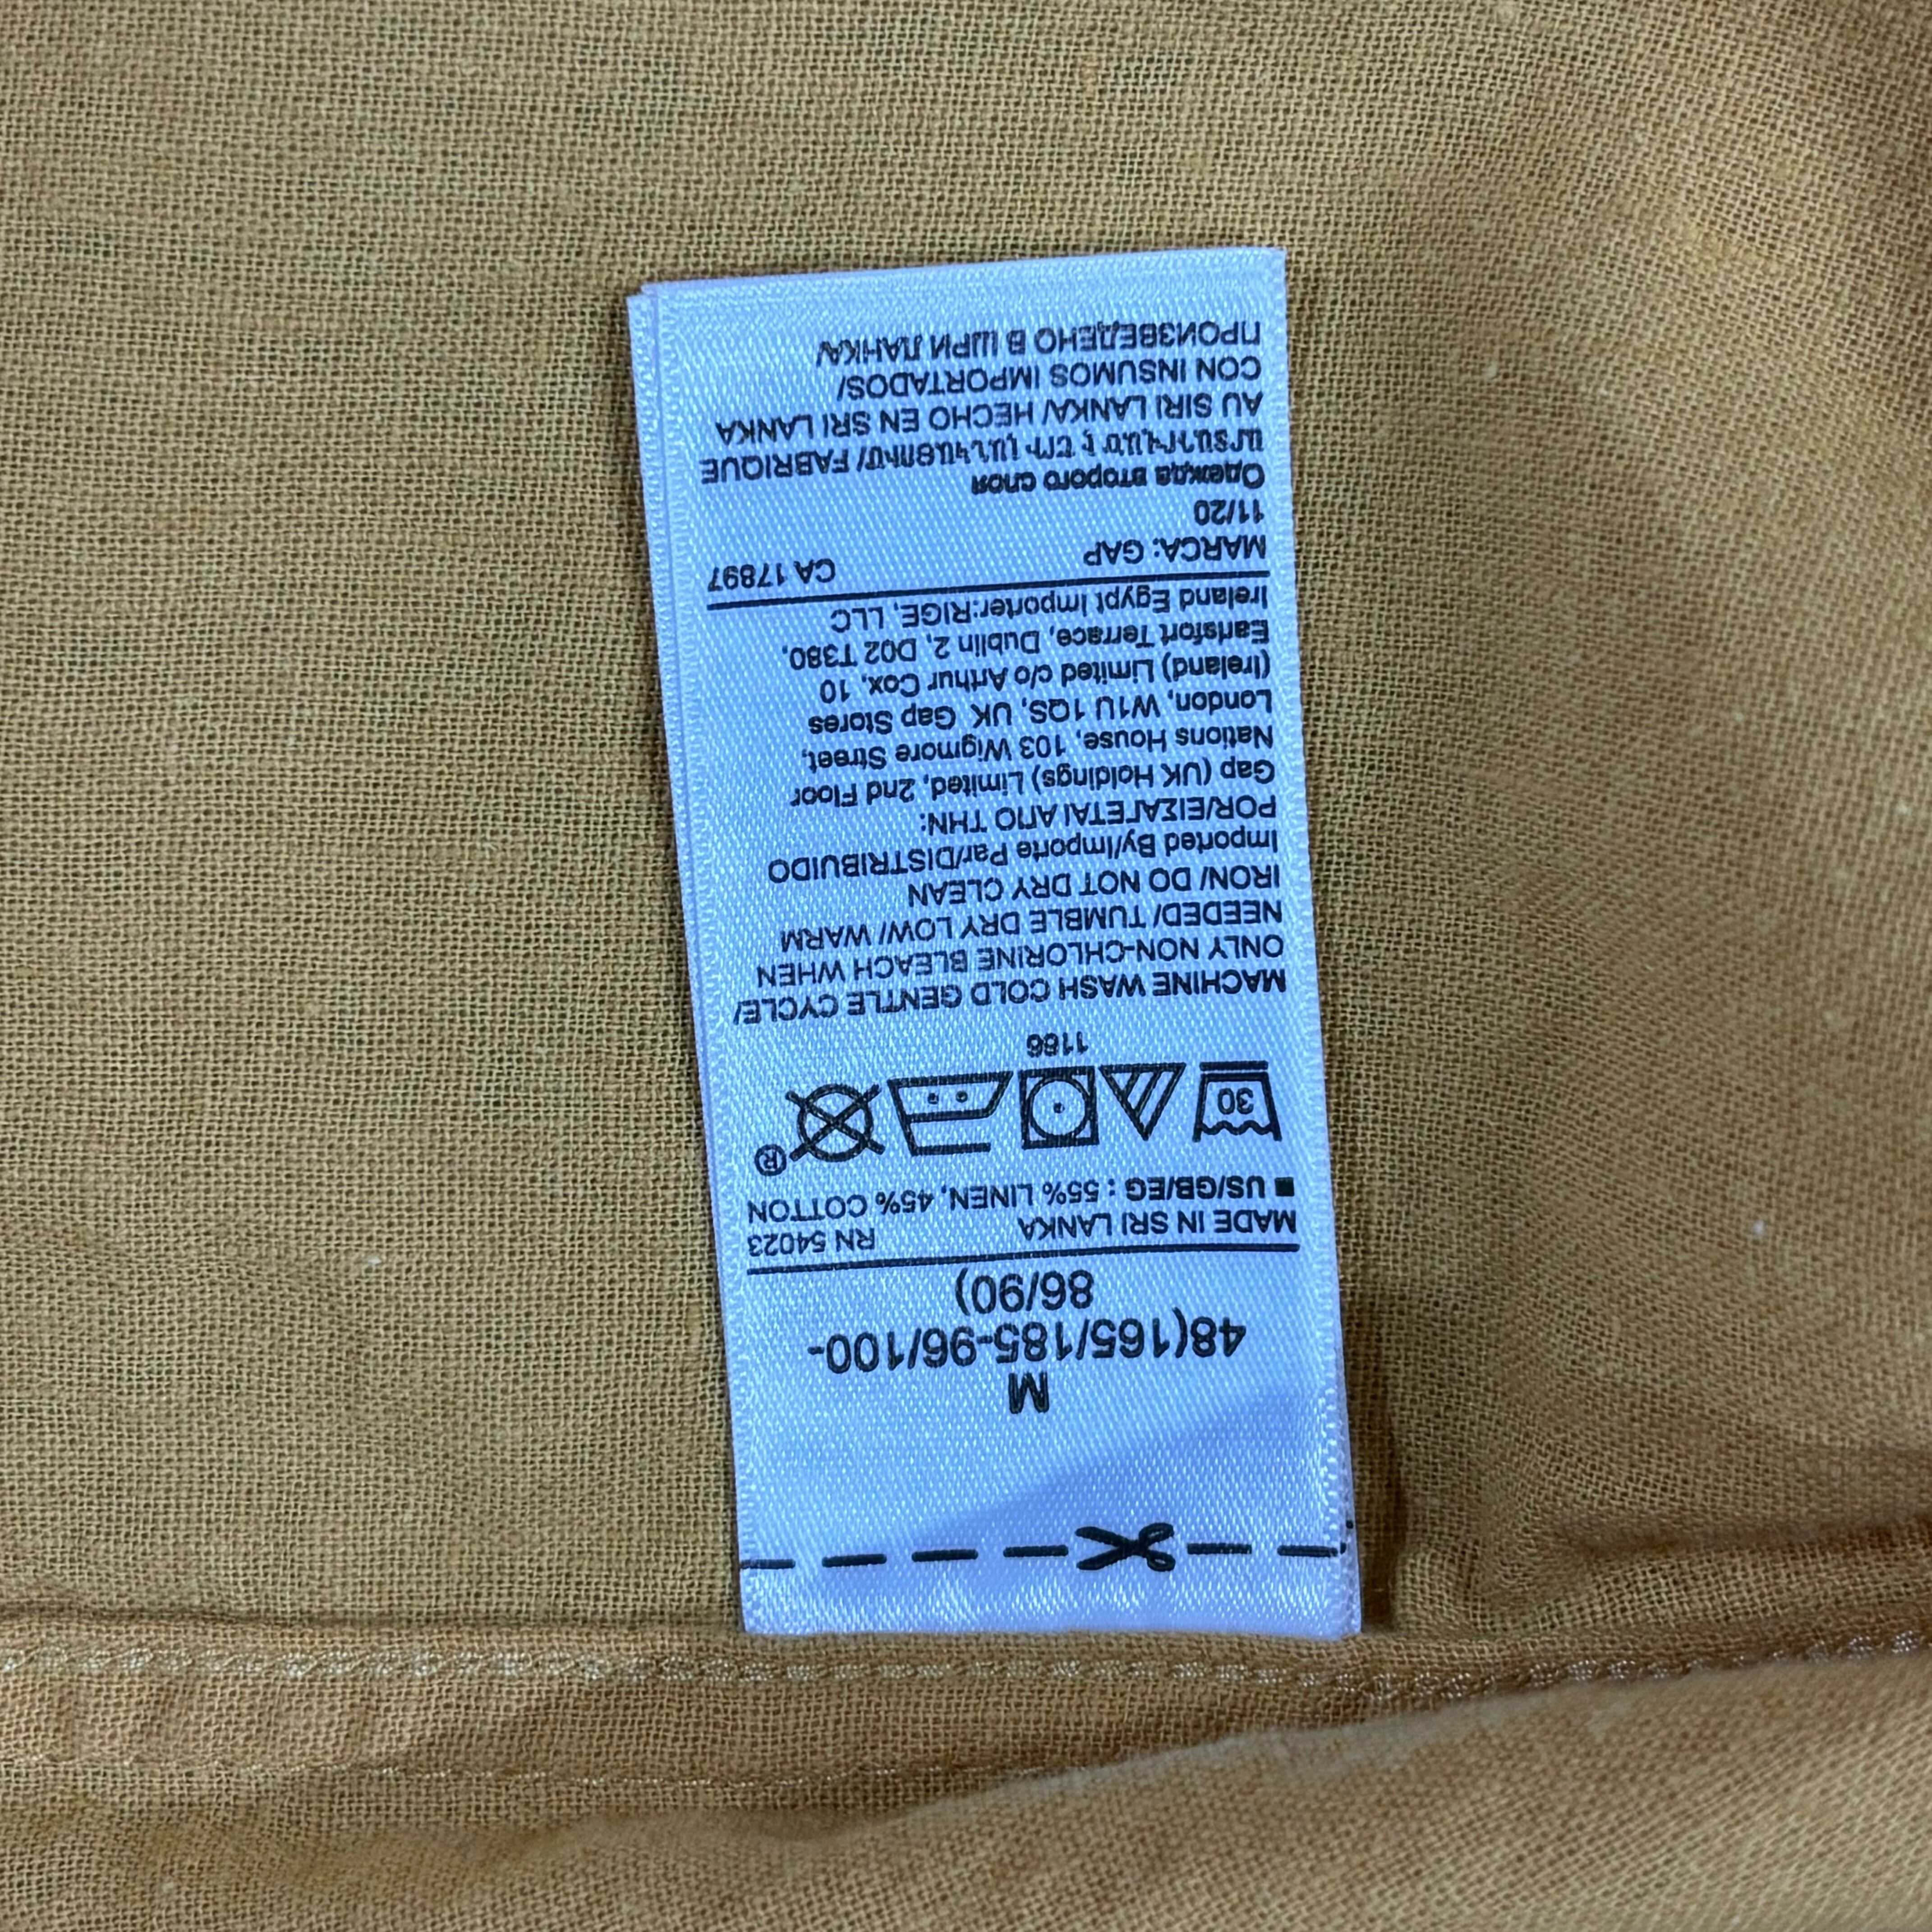 M
48(165/185-96/100-
86/90)
MADE IN SRI LANKA RN 54023
■ US/GB/EG : 55% LINEN, 45% COTTON
30 ®
1166
MACHINE WASH COLD GENTLE CYCLE/
ONLY NON-CHLORINE BLEACH WHEN
NEEDED/ TUMBLE DRY LOW/ WARM
IRON/ DO NOT DRY CLEAN
Imported By/Importe Par/DISTRIBUIDO
POR/ΕΙΣΑΓΕΤΑΙ ΑΠΟ ΤΗΝ:
Gap (UK Holdings) Limited, 2nd Floor
Nations House, 103 Wigmore Street,
London, W1U 1QS, UK Gap Stores
(Ireland) Limited c/o Arthur Cox, 10
Earlsfort Terrace, Dublin 2, D02 T380,
Ireland Egypt Importer:RIGE, LLC
MARCA: GAP CA 17897
11/20
Одежда второго слоя
FABRIQUE
AU SIRI LANKA/ HECHO EN SRI LANKA
CON INSUMOS IMPORTADOS/
ПРОИЗВЕДЕНО В ШРИ ЛАНКА/